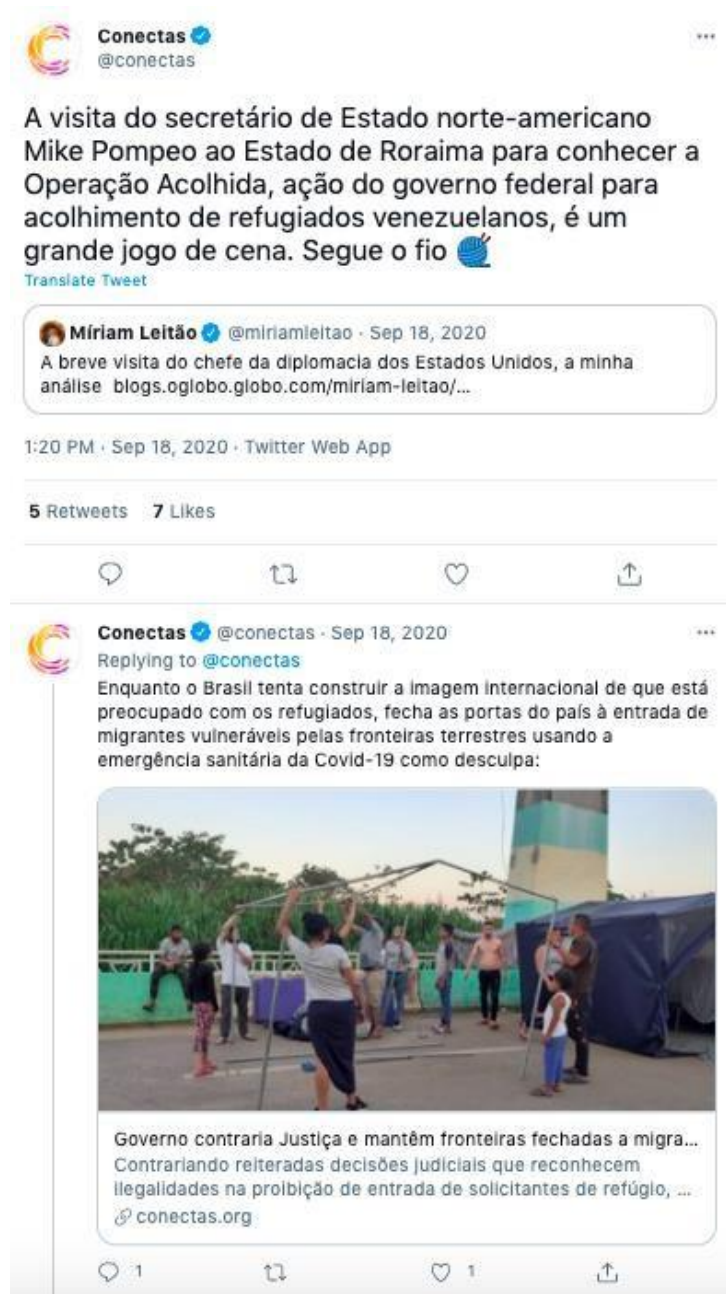 Conectas
@conectas
A visita do secretário de Estado norte-americano
Mike Pompeo ao Estado de Roraima para conhecer a
Operação Acolhida, ação do governo federal para
acolhimento de refugiados venezuelanos, é um
grande jogo de cena. Segue o fio
Translate Tweet
Míriam Leitão @miriamleitao · Sep 18, 2020
A breve visita do chefe da diplomacia dos Estados Unidos, a minha
análise blogs.oglobo.globo.com/miriam-leitao/...
1:20 PM · Sep 18, 2020 · Twitter Web App
5 Retweets 7 Likes
Conectas @conectas · Sep 18, 2020
Replying to @conectas
Enquanto o Brasil tenta construir a imagem internacional de que está
preocupado com os refugiados, fecha as portas do país à entrada de
migrantes vulneráveis pelas fronteiras terrestres usando a
emergência sanitária da Covid-19 como desculpa:
Governo contraria Justiça e mantêm fronteiras fechadas a migra...
Contrariando reiteradas decisões judiciais que reconhecem
ilegalidades na proibição de entrada de solicitantes de refúgio, ...
conectas.org
1 1